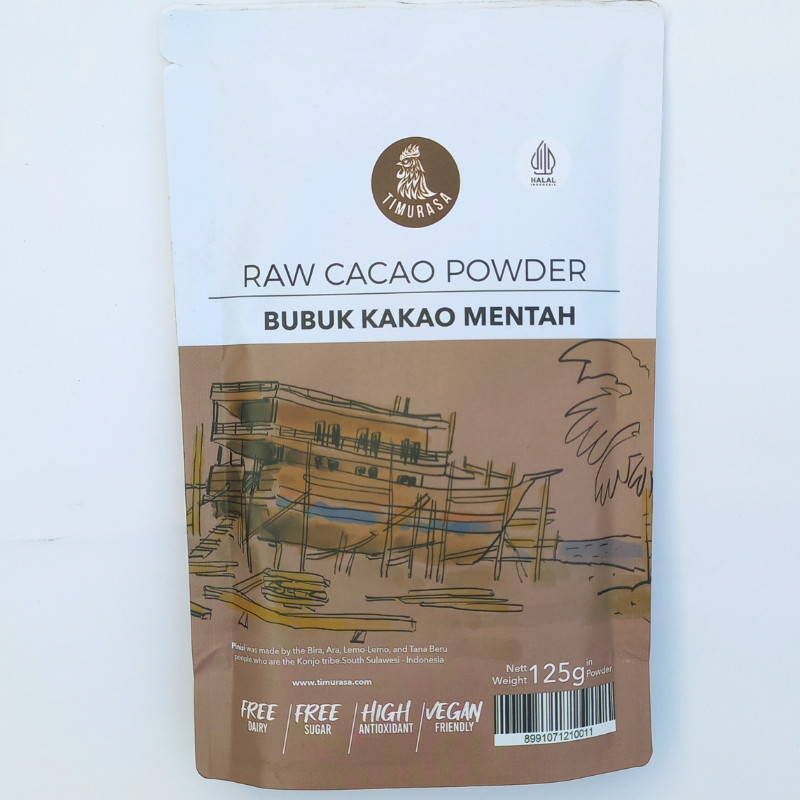 TIMURASA
HALAL
INDONESIA
RAW CACAO POWDER
BUBUK KAKAO MENTAH
Pinisi was made by the Bira, Ara, Lemo-Lemo, and Tana Beru
people who are the Konjo tribe.South Sulawesi - Indonesia
www.timurasa.com
Nett
Weight 125g in
Powder
FREE
DAIRY
FREE
SUGAR
HIGH
ANTIOXIDANT
VEGAN
FRIENDLY
8991071210011